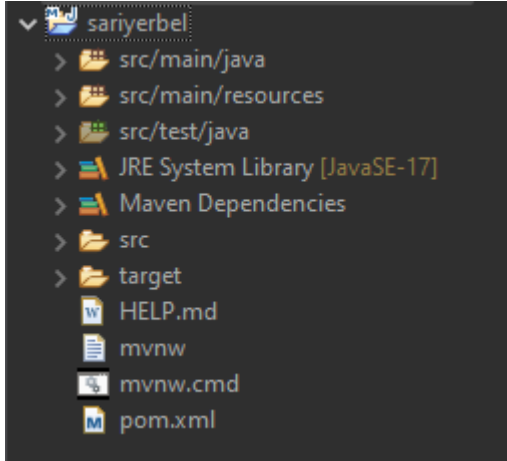 sariyerbel
src/main/java
src/main/resources
src/test/java
JRE System Library [JavaSE-17]
Maven Dependencies
src
target
HELP.md
mvnw
mvnw.cmd
pom.xml